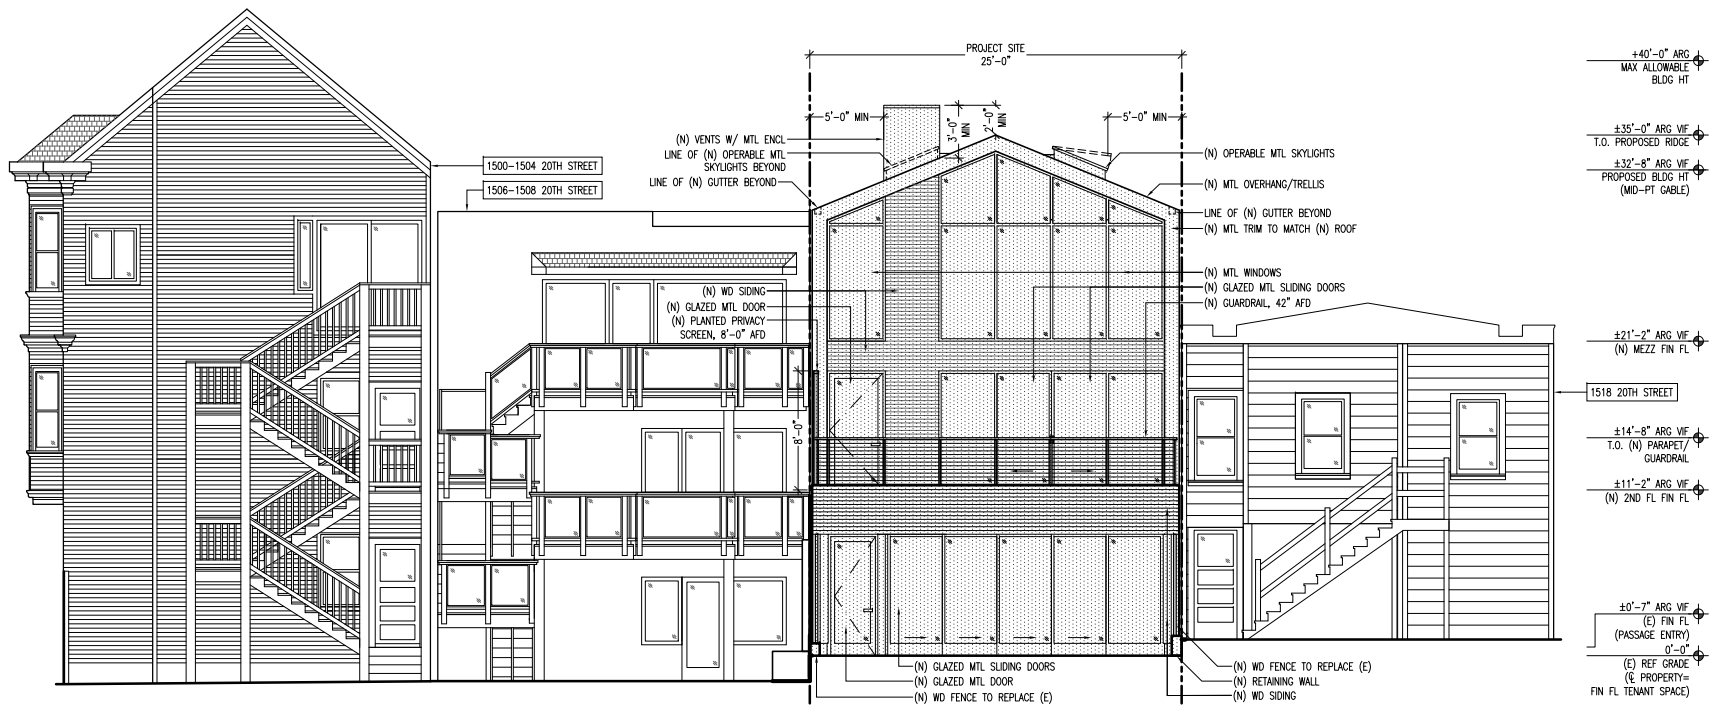 PROJECT SITE
25'-0"
5'-0" MIN
3'-0"
MIN
2'-0"
MIN
5'-0" MIN
(N) VENTS W/ MTL ENCL
LINE OF (N) OPERABLE MTL
SKYLIGHTS BEYOND
LINE OF (N) GUTTER BEYOND
1500-1504 20TH STREET
1506-1508 20TH STREET
(N) WD SIDING
(N) GLAZED MTL DOOR
(N) PLANTED PRIVACY
SCREEN, 8'-0" AFD
8'-0"
(N) OPERABLE MTL SKYLIGHTS
(N) MTL OVERHANG/TRELLIS
LINE OF (N) GUTTER BEYOND
(N) MTL TRIM TO MATCH (N) ROOF
(N) MTL WINDOWS
(N) GLAZED MTL SLIDING DOORS
(N) GUARDRAIL, 42" AFD
1518 20TH STREET
(N) GLAZED MTL SLIDING DOORS
(N) GLAZED MTL DOOR
(N) WD FENCE TO REPLACE (E)
(N) WD FENCE TO REPLACE (E)
(N) RETAINING WALL
(N) WD SIDING
+40'-0" ARG
MAX ALLOWABLE
BLDG HT
±35'-0" ARG VIF
T.O. PROPOSED RIDGE
±32'-8" ARG VIF
PROPOSED BLDG HT
(MID-PT GABLE)
±21'-2" ARG VIF
(N) MEZZ FIN FL
±14'-8" ARG VIF
T.O. (N) PARAPET/
GUARDRAIL
±11'-2" ARG VIF
(N) 2ND FL FIN FL
±0'-7" ARG VIF
(E) FIN FL
(PASSAGE ENTRY)
0'-0"
(E) REF GRADE
(℄ PROPERTY=
FIN FL TENANT SPACE)